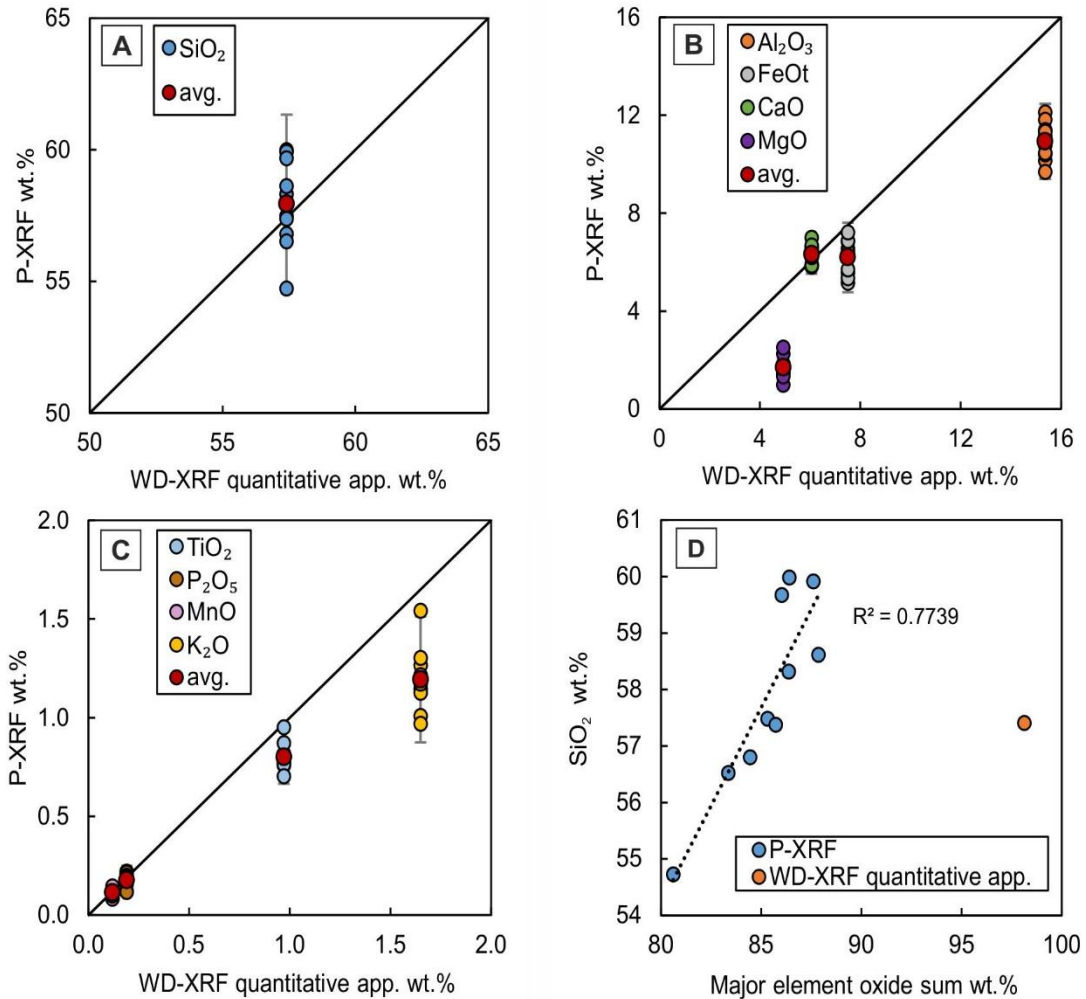 A
SiO₂
avg.
60
55
50
50
55
60
65
P-XRF wt.%
WD-XRF quantitative app. wt.%
B
Al₂O₃
FeOt
CaO
MgO
avg.
16
12
8
4
0
0
4
8
12
16
P-XRF wt.%
WD-XRF quantitative app. wt.%
C
TiO₂
P₂O₅
MnO
K₂O
avg.
2.0
1.5
1.0
0.5
0.0
0.0
0.5
1.0
1.5
2.0
P-XRF wt.%
WD-XRF quantitative app. wt.%
D
R² = 0.7739
P-XRF
WD-XRF quantitative app.
61
60
59
58
57
56
55
54
80
85
90
95
100
SiO₂ wt.%
Major element oxide sum wt.%